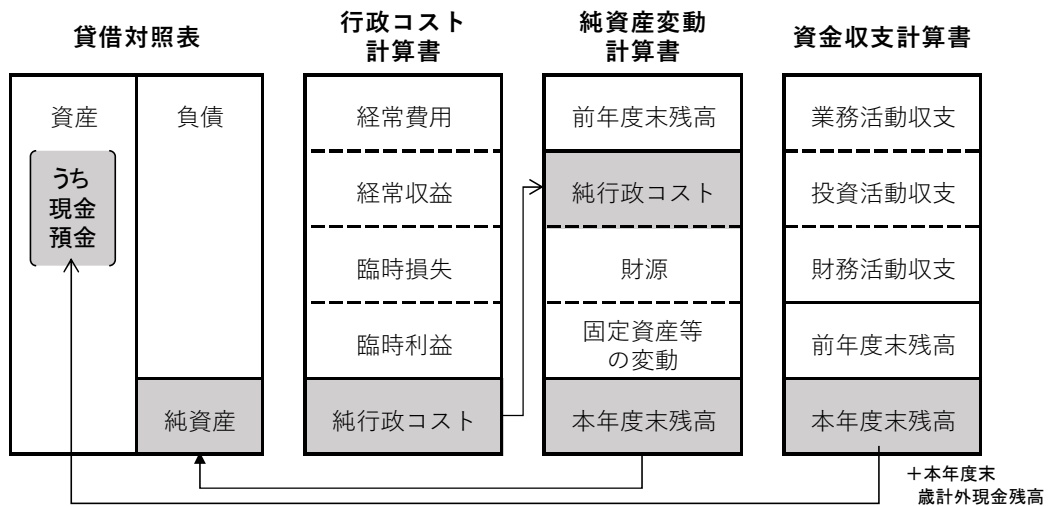 貸借対照表
資産
負債
うち
現金
預金
純資産
行政コスト
計算書
経常費用
経常収益
臨時損失
臨時利益
純行政コスト
純資産変動
計算書
前年度末残高
純行政コスト
財源
固定資産等
の変動
本年度末残高
資金収支計算書
業務活動収支
投資活動収支
財務活動収支
前年度末残高
本年度末残高
＋本年度末
歳計外現金残高